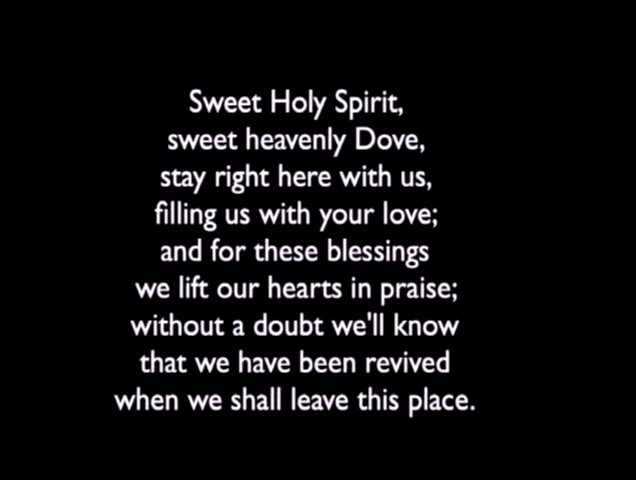 Sweet Holy Spirit,
sweet heavenly Dove,
stay right here with us,
filling us with your love;
and for these blessings
we lift our hearts in praise;
without a doubt we'll know
that we have been revived
when we shall leave this place.